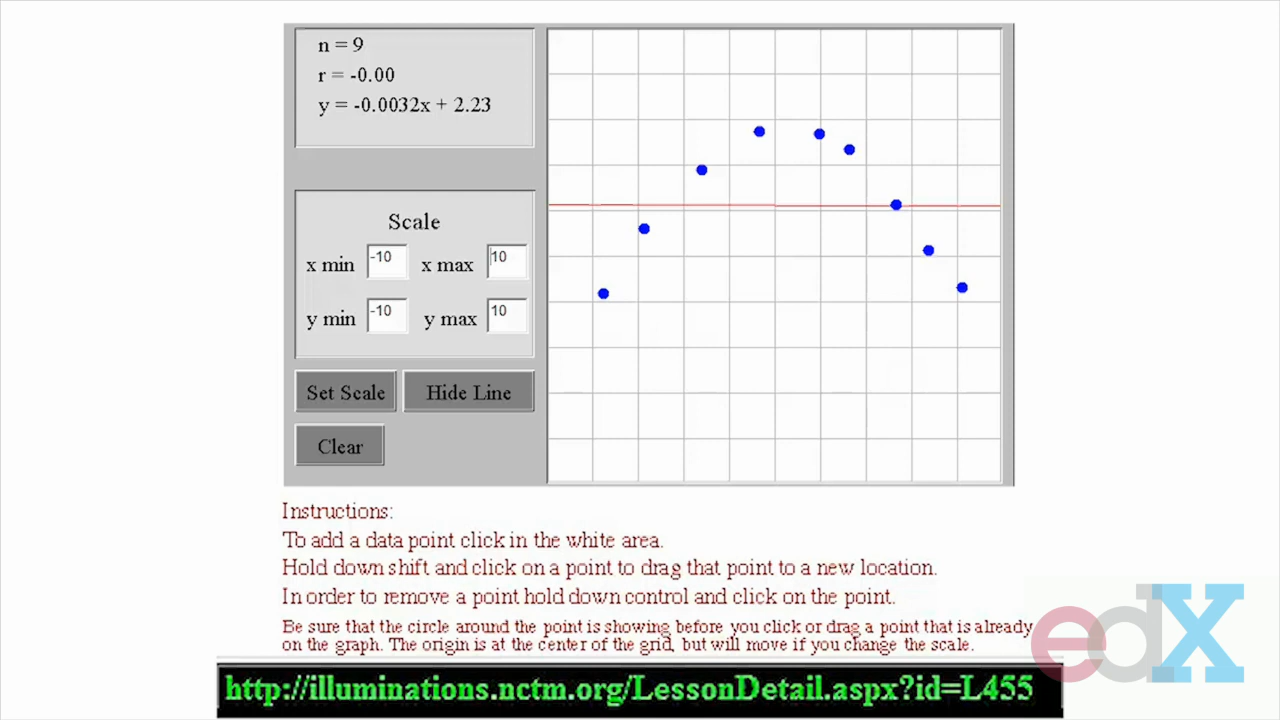 n = 9
r = -0.00
y = -0.0032x + 2.23
Scale
x min -10 x max 10
y min -10 y max 10
Set Scale Hide Line
Clear
Instructions:
To add a data point click in the white area.
Hold down shift and click on a point to drag that point to a new location.
In order to remove a point hold down control and click on the point.
Be sure that the circle around the point is showing before you click or drag a point that is already
on the graph. The origin is at the center of the grid, but will move if you change the scale.
edX
http://illuminations.nctm.org/LessonDetail.aspx?id=L455